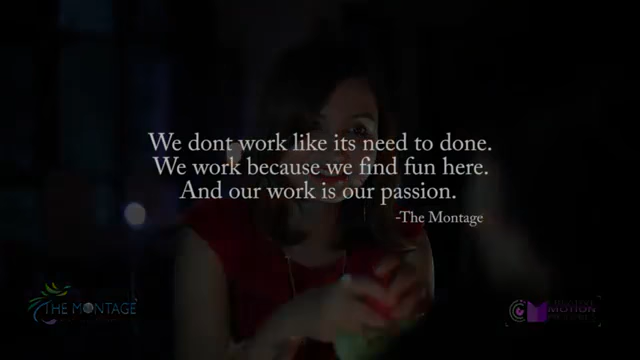 We dont work like its need to done.
We work because we find fun here.
And our work is our passion.
-The Montage
THE MONTAGE
MOTION